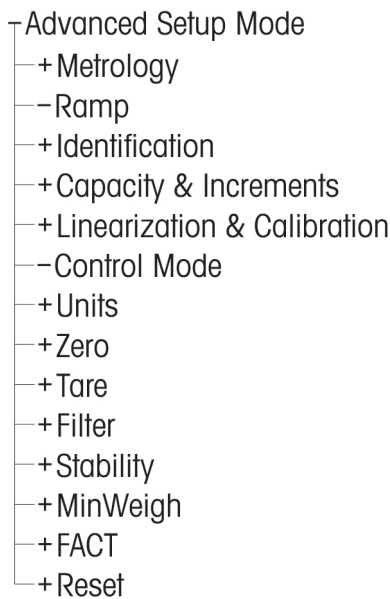 –Advanced Setup Mode
+Metrology
–Ramp
+Identification
+Capacity & Increments
+Linearization & Calibration
–Control Mode
+Units
+Zero
+Tare
+Filter
+Stability
+MinWeigh
+FACT
+Reset